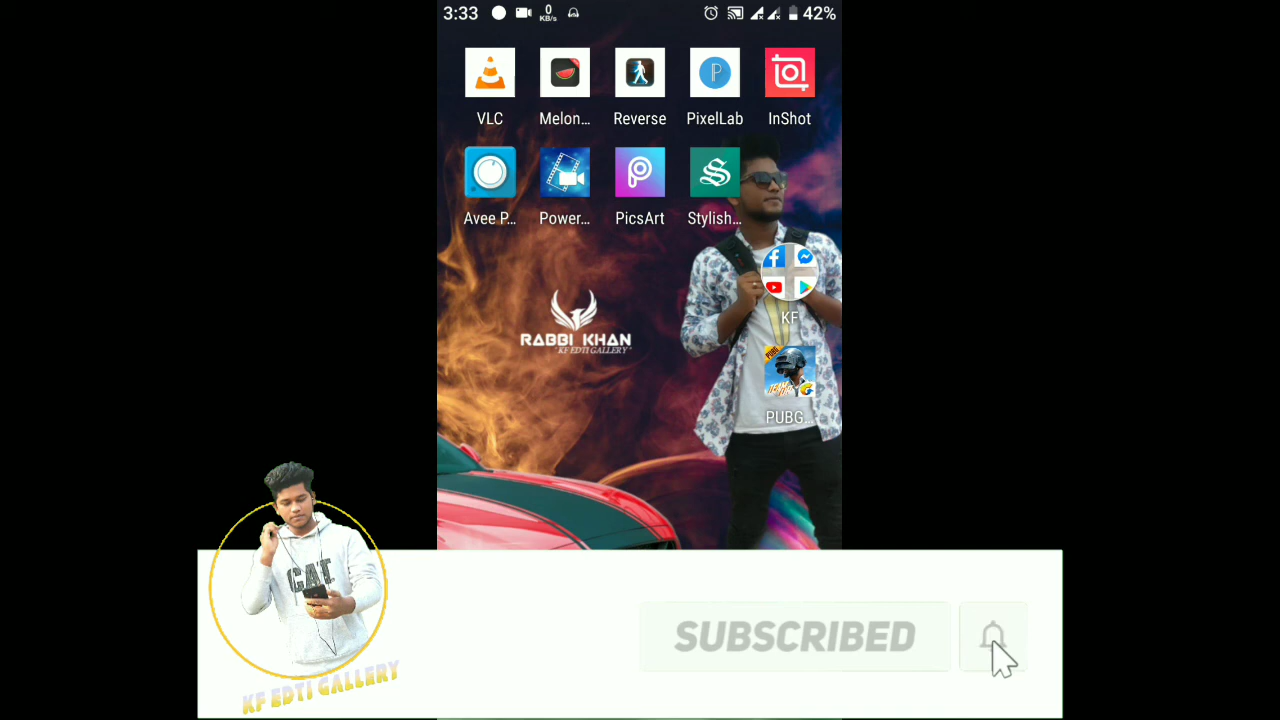 3:33 0 KB/s 42%
VLC Melon... Reverse PixelLab InShot
Avee P... Power... PicsArt Stylish...
RABBI KHAN
"KF EDTI GALLERY"
KF
PUBG...
CAT
SUBSCRIBED
KF EDTI GALLERY